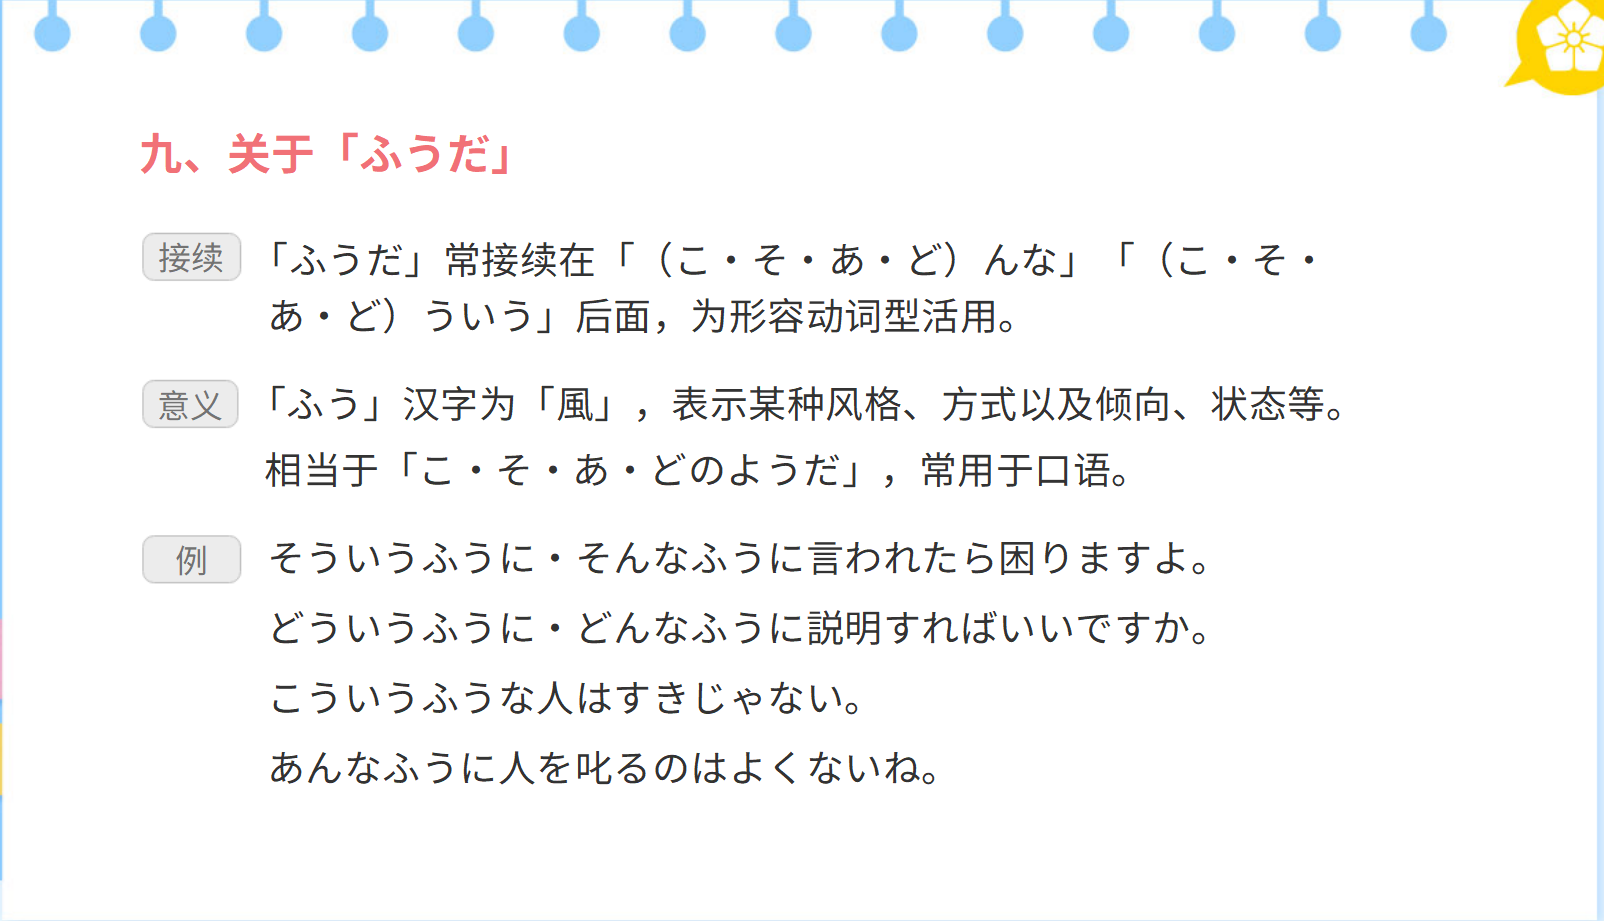 九、关于「ふうだ」
接续 「ふうだ」常接续在「（こ・そ・あ・ど）んな」「（こ・そ・
あ・ど）ういう」后面，为形容动词型活用。
意义 「ふう」汉字为「風」，表示某种风格、方式以及倾向、状态等。
相当于「こ・そ・あ・どのようだ」，常用于口语。
例 そういうふうに・そんなふうに言われたら困りますよ。
どういうふうに・どんなふうに説明すればいいですか。
こういうふうな人はすきじゃない。
あんなふうに人を叱るのはよくないね。